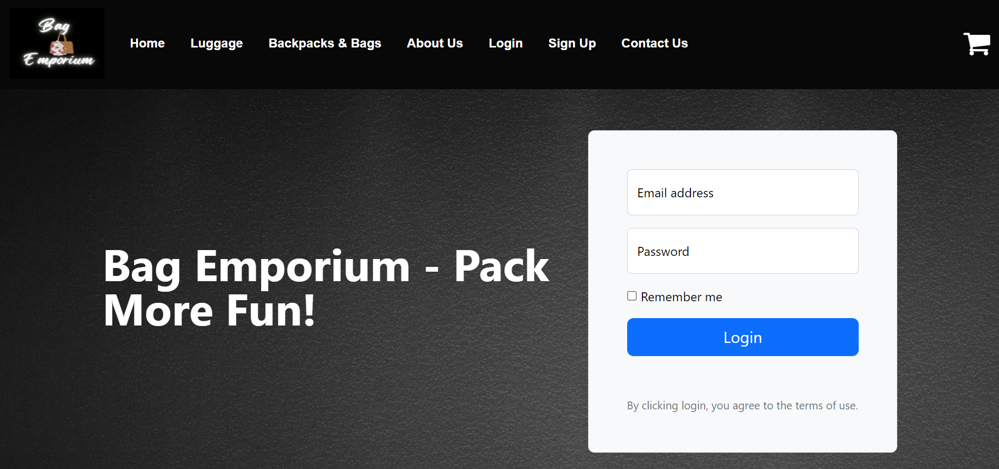 Bag
Emporium
Home Luggage Backpacks & Bags About Us Login Sign Up Contact Us
Bag Emporium - Pack
More Fun!
Email address
Password
Remember me
Login
By clicking login, you agree to the terms of use.